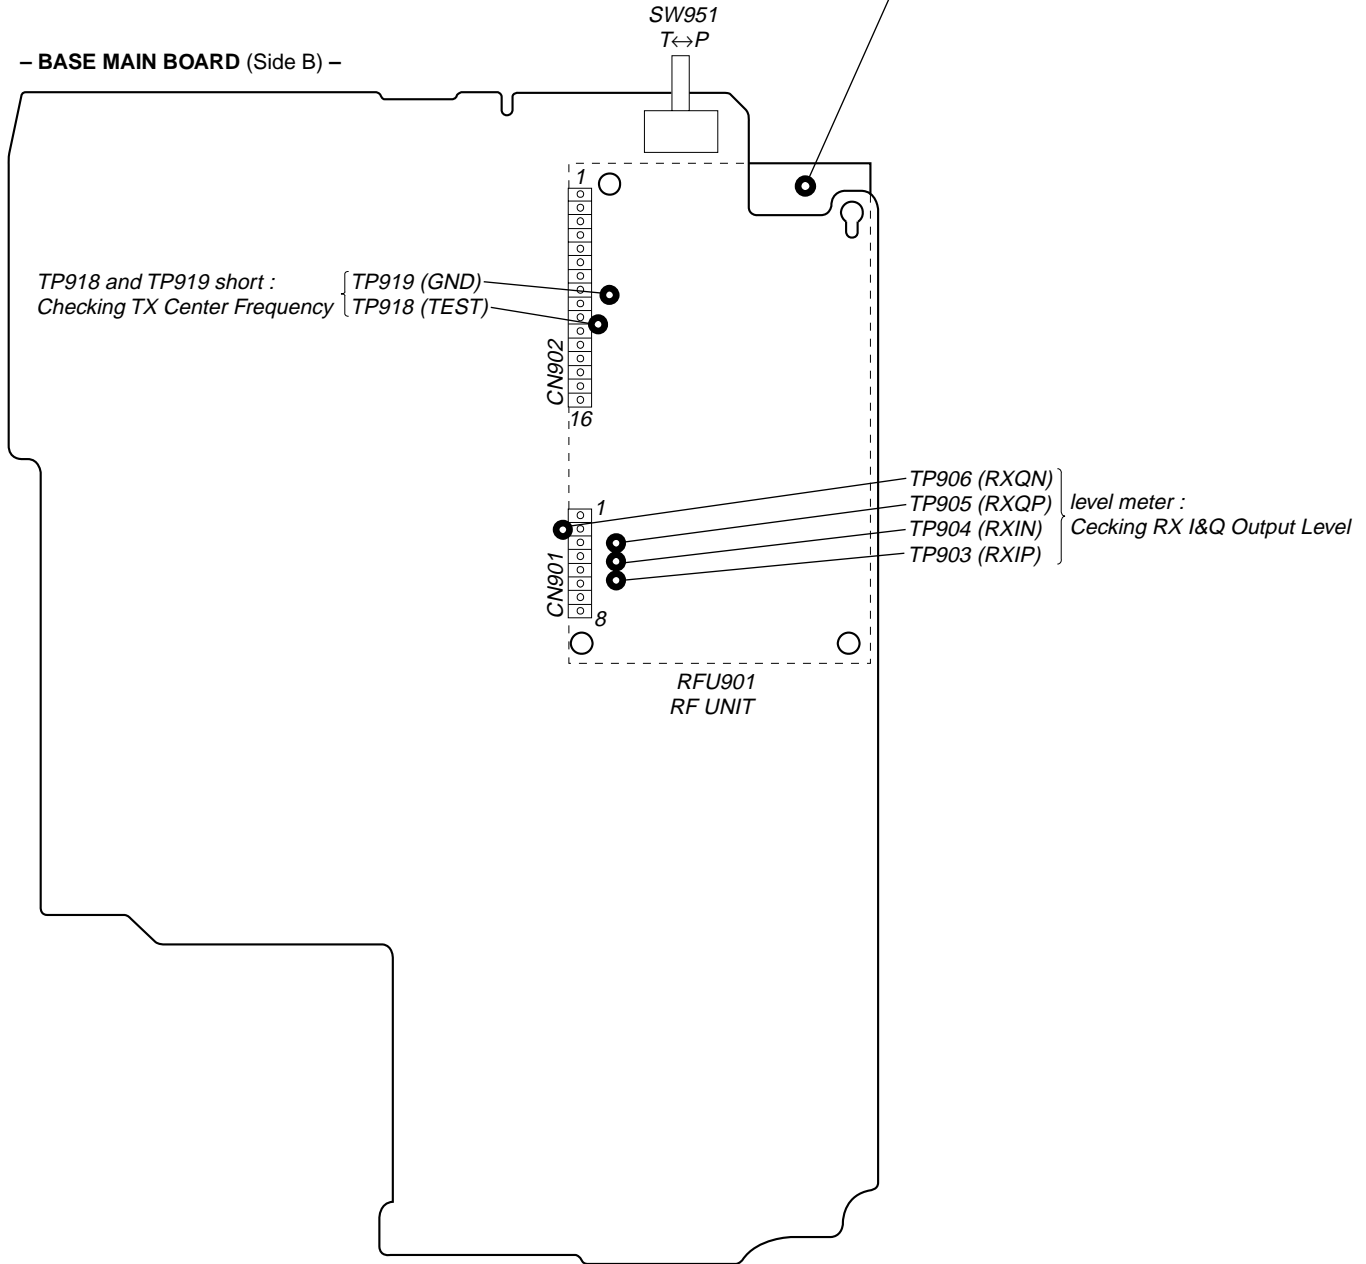 SW951
T↔P
– BASE MAIN BOARD (Side B) –
1
TP918 and TP919 short :
Checking TX Center Frequency
TP919 (GND)
TP918 (TEST)
CN902
16
TP906 (RXQN)
TP905 (RXQP)
TP904 (RXIN)
TP903 (RXIP)
level meter :
Cecking RX I&Q Output Level
1
CN901
8
RFU901
RF UNIT